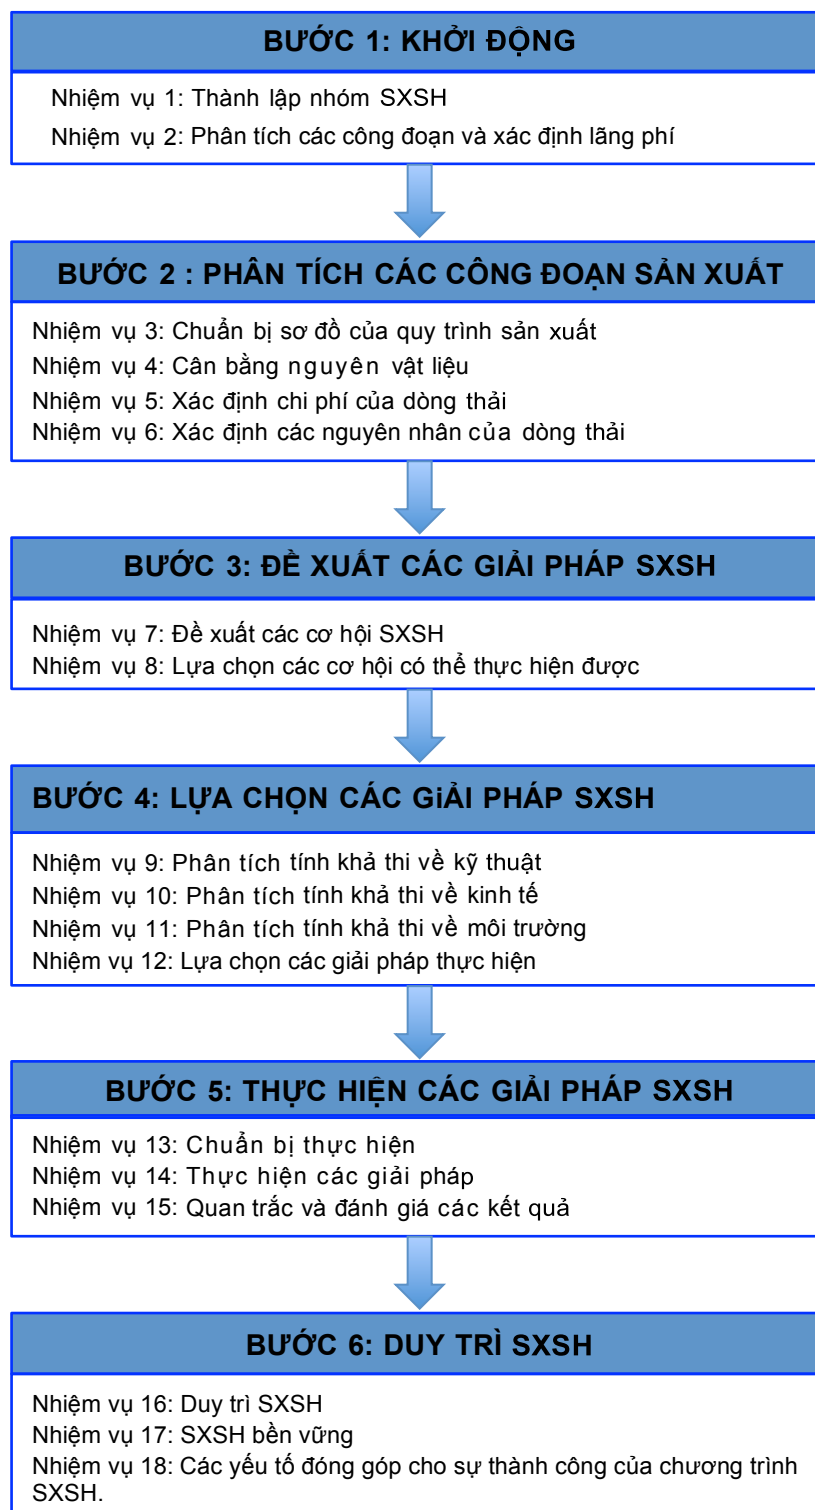 BƯỚC 1: KHỞI ĐỘNG
Nhiệm vụ 1: Thành lập nhóm SXSH
Nhiệm vụ 2: Phân tích các công đoạn và xác định lãng phí
BƯỚC 2 : PHÂN TÍCH CÁC CÔNG ĐOẠN SẢN XUẤT
Nhiệm vụ 3: Chuẩn bị sơ đồ của quy trình sản xuất
Nhiệm vụ 4: Cân bằng nguyên vật liệu
Nhiệm vụ 5: Xác định chi phí của dòng thải
Nhiệm vụ 6: Xác định các nguyên nhân của dòng thải
BƯỚC 3: ĐỀ XUẤT CÁC GIẢI PHÁP SXSH
Nhiệm vụ 7: Đề xuất các cơ hội SXSH
Nhiệm vụ 8: Lựa chọn các cơ hội có thể thực hiện được
BƯỚC 4: LỰA CHỌN CÁC GiẢI PHÁP SXSH
Nhiệm vụ 9: Phân tích tính khả thi về kỹ thuật
Nhiệm vụ 10: Phân tích tính khả thi về kinh tế
Nhiệm vụ 11: Phân tích tính khả thi về môi trường
Nhiệm vụ 12: Lựa chọn các giải pháp thực hiện
BƯỚC 5: THỰC HIỆN CÁC GIẢI PHÁP SXSH
Nhiệm vụ 13: Chuẩn bị thực hiện
Nhiệm vụ 14: Thực hiện các giải pháp
Nhiệm vụ 15: Quan trắc và đánh giá các kết quả
BƯỚC 6: DUY TRÌ SXSH
Nhiệm vụ 16: Duy trì SXSH
Nhiệm vụ 17: SXSH bền vững
Nhiệm vụ 18: Các yếu tố đóng góp cho sự thành công của chương trình
SXSH.